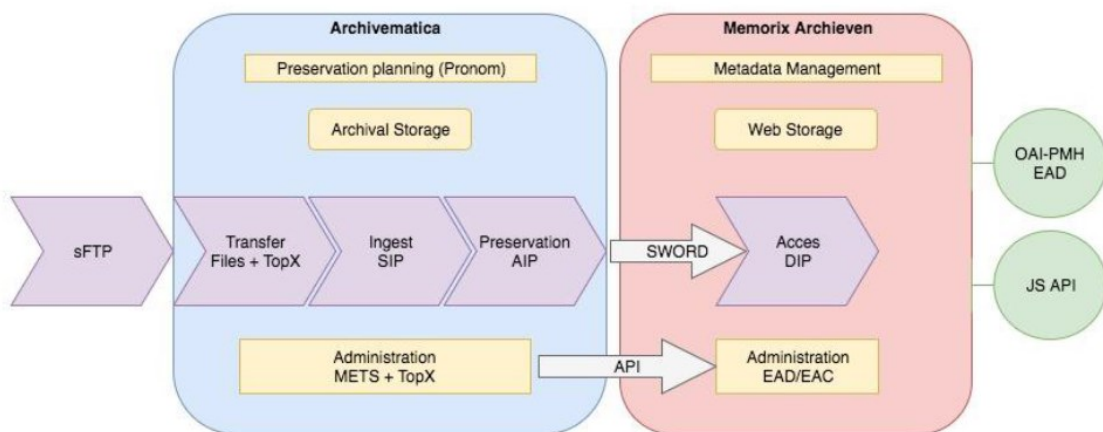 Archivematica
Memorix Archieven
Preservation planning (Pronom)
Metadata Management
Archival Storage
Web Storage
OAI-PMH
EAD
sFTP
Transfer
Files + TopX
Ingest
SIP
Preservation
AIP
SWORD
Acces
DIP
JS API
Administration
METS + TopX
API
Administration
EAD/EAC